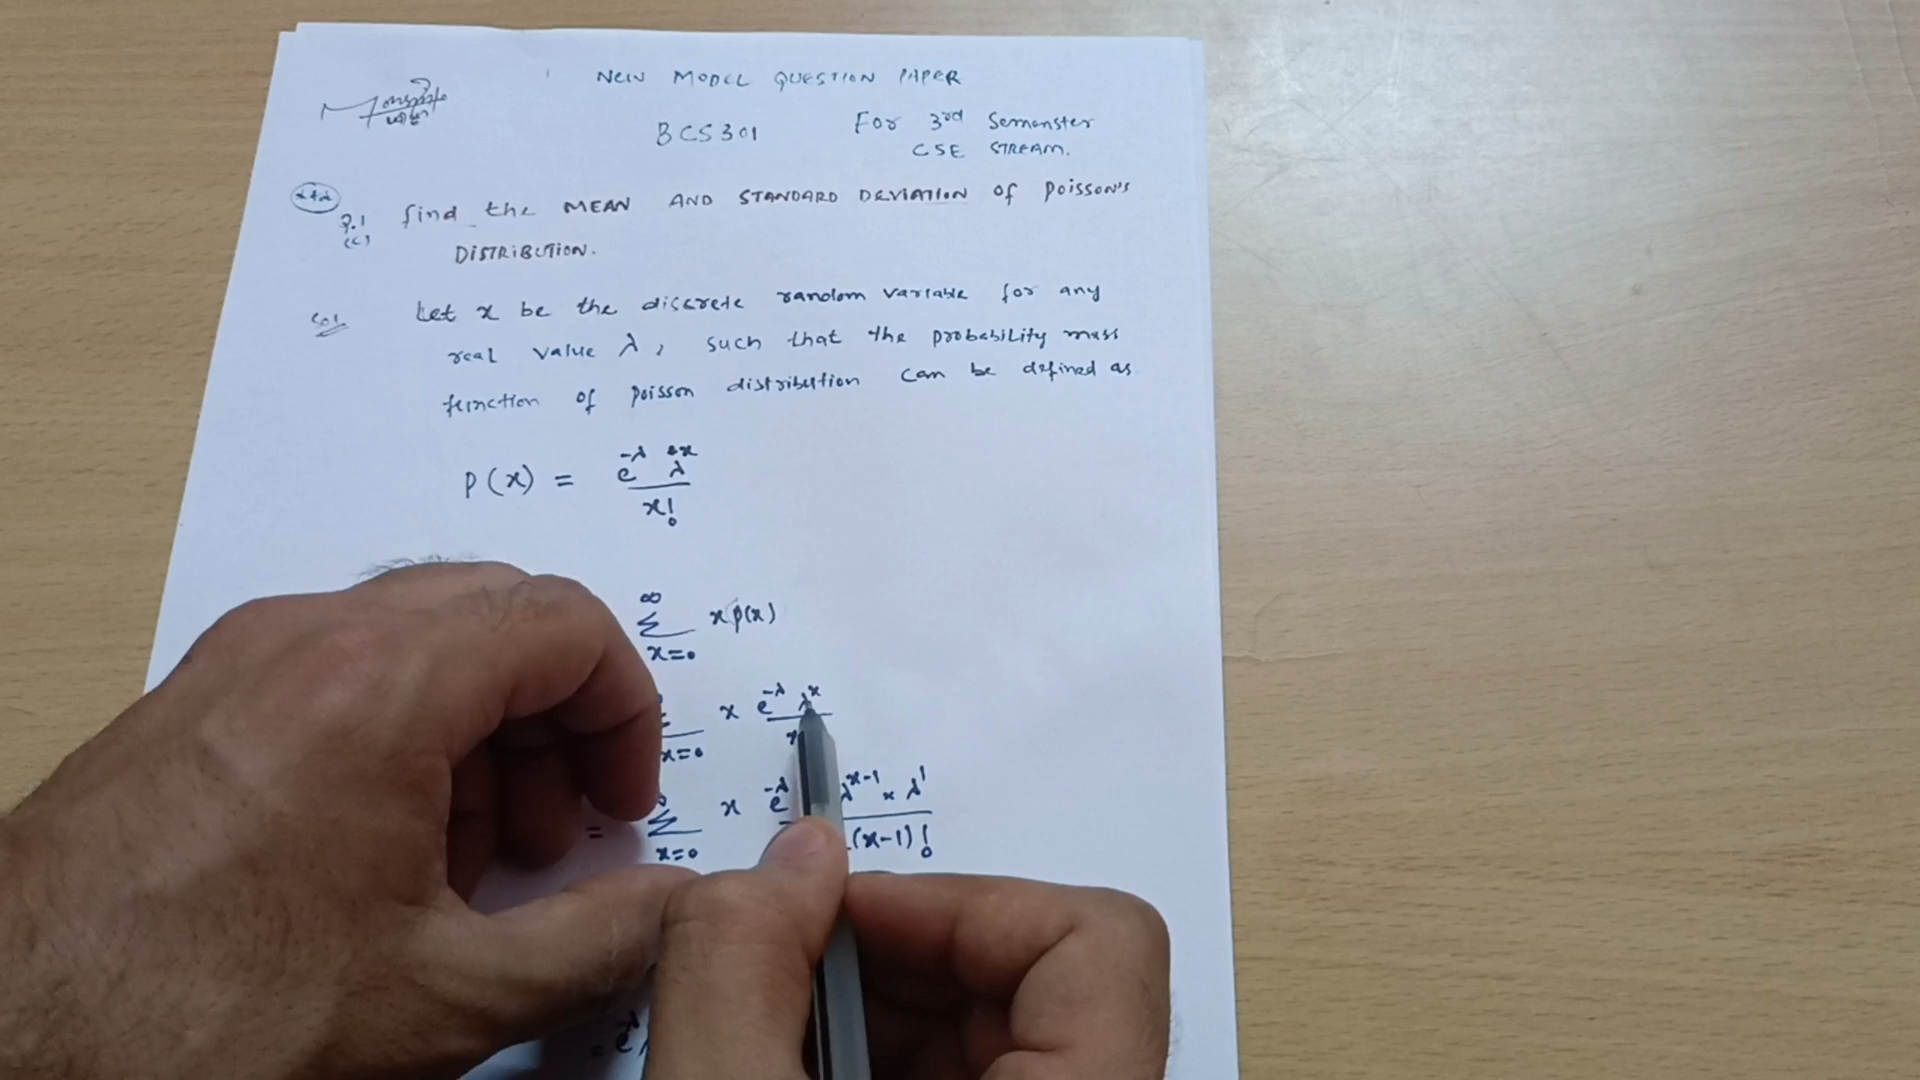 NEW MODEL QUESTION PAPER
BCS301 For 3rd Semenster
CSE STREAM.
Q.1 find the MEAN AND STANDARD DEVIATION of poisson's
(c)
DISTRIBUTION.
Sol Let x be the discrete random variable for any
real value λ, such that the probability mass
function of poisson distribution can be defined as
P(x) = e^-λ λ^x / x!
∞ Σ x=0 x p(x)
x=0 x e^-λ λ^x
= Σ x=0 x e^-λ λ^x-1 × λ^1 / (x-1)!
= e^-λ